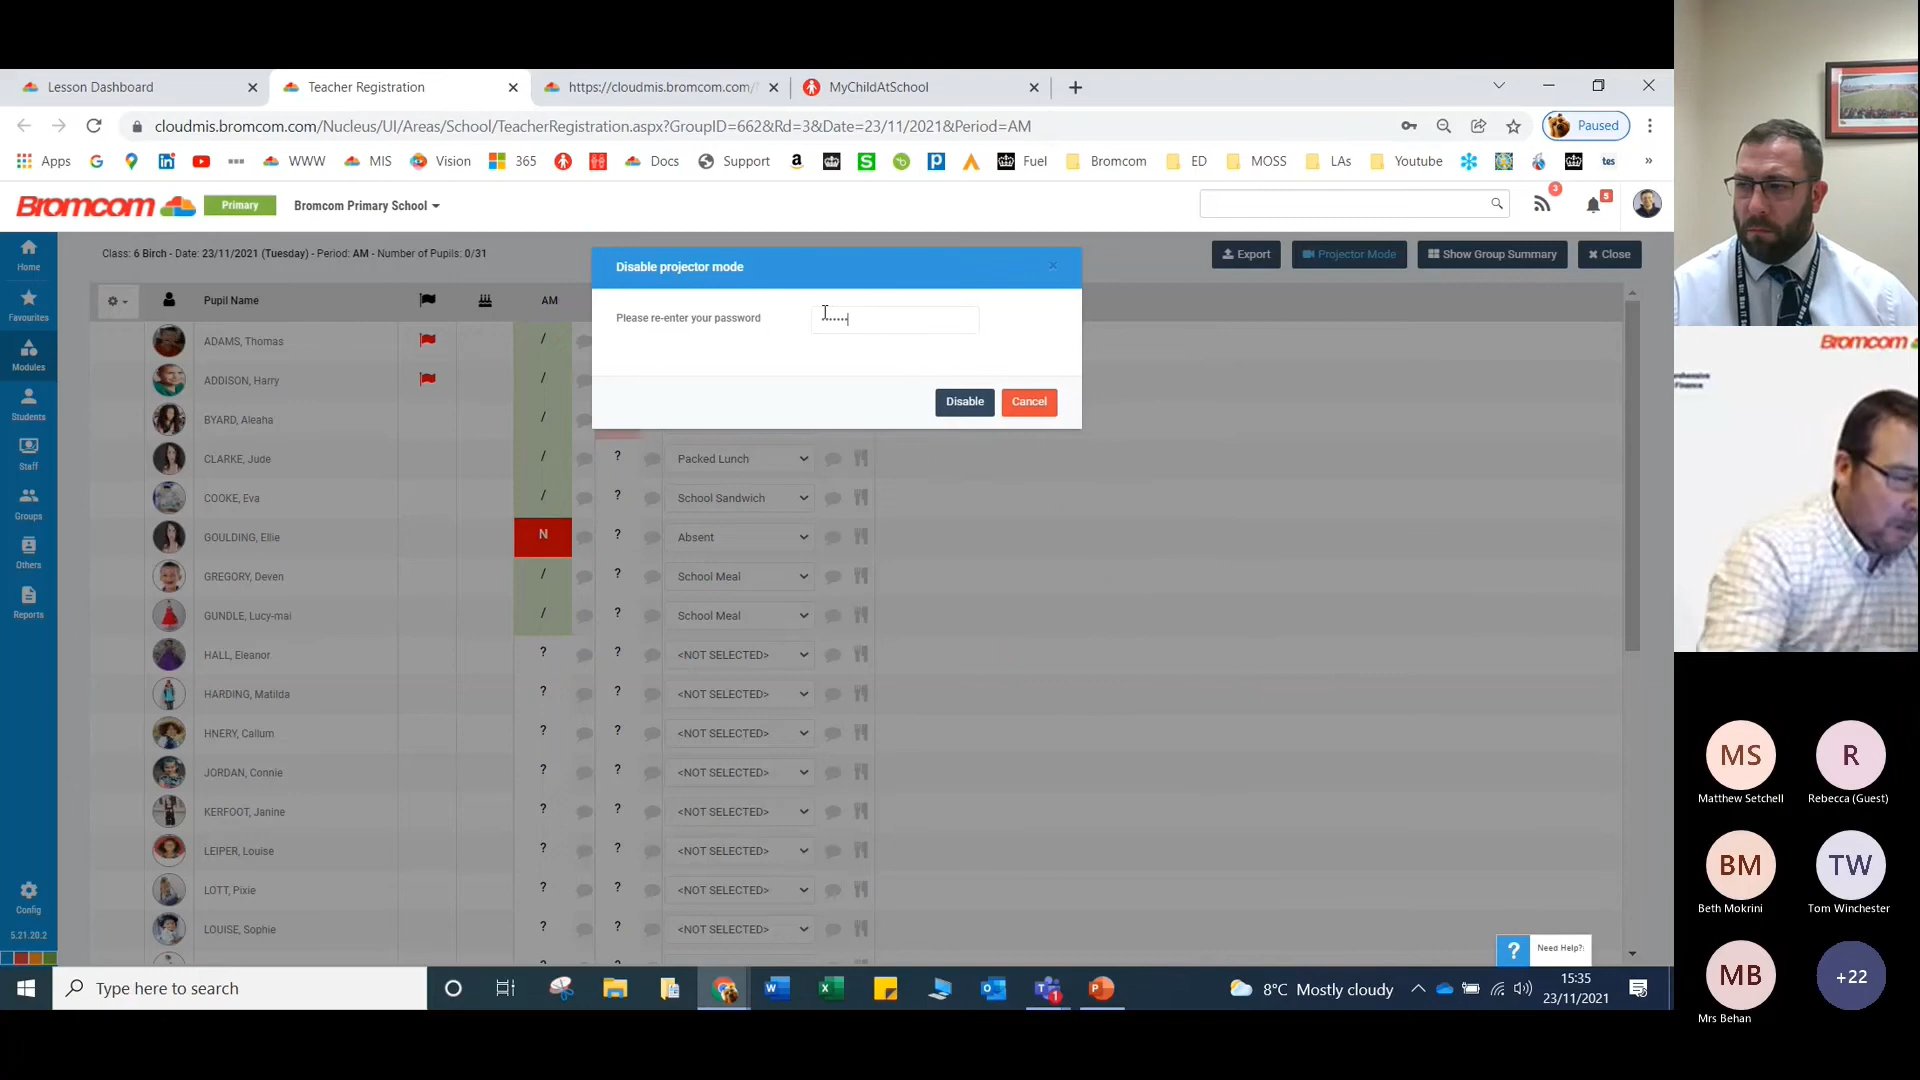 Lesson Dashboard
Teacher Registration
https://cloudmis.bromcom.com/
MyChildAtSchool
cloudmis.bromcom.com/Nucleus/UI/Areas/School/TeacherRegistration.aspx?GroupID=662&Rd=3&Date=23/11/2021&Period=AM
Paused
Apps
WWW
MIS
Vision
365
Docs
Support
Fuel
Bromcom
ED
MOSS
LAs
Youtube
tes
»
Bromcom
Primary
Bromcom Primary School
3
5
Home
Favourites
Modules
Students
Staff
Groups
Others
Reports
Config
5.21.20.2
Class: 6 Birch - Date: 23/11/2021 (Tuesday) - Period: AM - Number of Pupils: 0/31
Export
Projector Mode
Show Group Summary
Close
Disable projector mode
Please re-enter your password
Disable
Cancel
Pupil Name AM
ADAMS, Thomas /
ADDISON, Harry /
BYARD, Aleaha /
CLARKE, Jude / ? Packed Lunch
COOKE, Eva / ? School Sandwich
GOULDING, Ellie N ? Absent
GREGORY, Deven / ? School Meal
GUNDLE, Lucy-mai / ? School Meal
HALL, Eleanor ? ? <NOT SELECTED>
HARDING, Matilda ? ? <NOT SELECTED>
HNERY, Callum ? ? <NOT SELECTED>
JORDAN, Connie ? ? <NOT SELECTED>
KERFOOT, Janine ? ? <NOT SELECTED>
LEIPER, Louise ? ? <NOT SELECTED>
LOTT, Pixie ? ? <NOT SELECTED>
LOUISE, Sophie ? ? <NOT SELECTED>
? Need Help?
Type here to search
1
8°C Mostly cloudy
15:35
23/11/2021
Bromcom
Finance
MS
Matthew Setchell
R
Rebecca (Guest)
BM
Beth Mokrini
TW
Tom Winchester
MB
Mrs Behan
+22